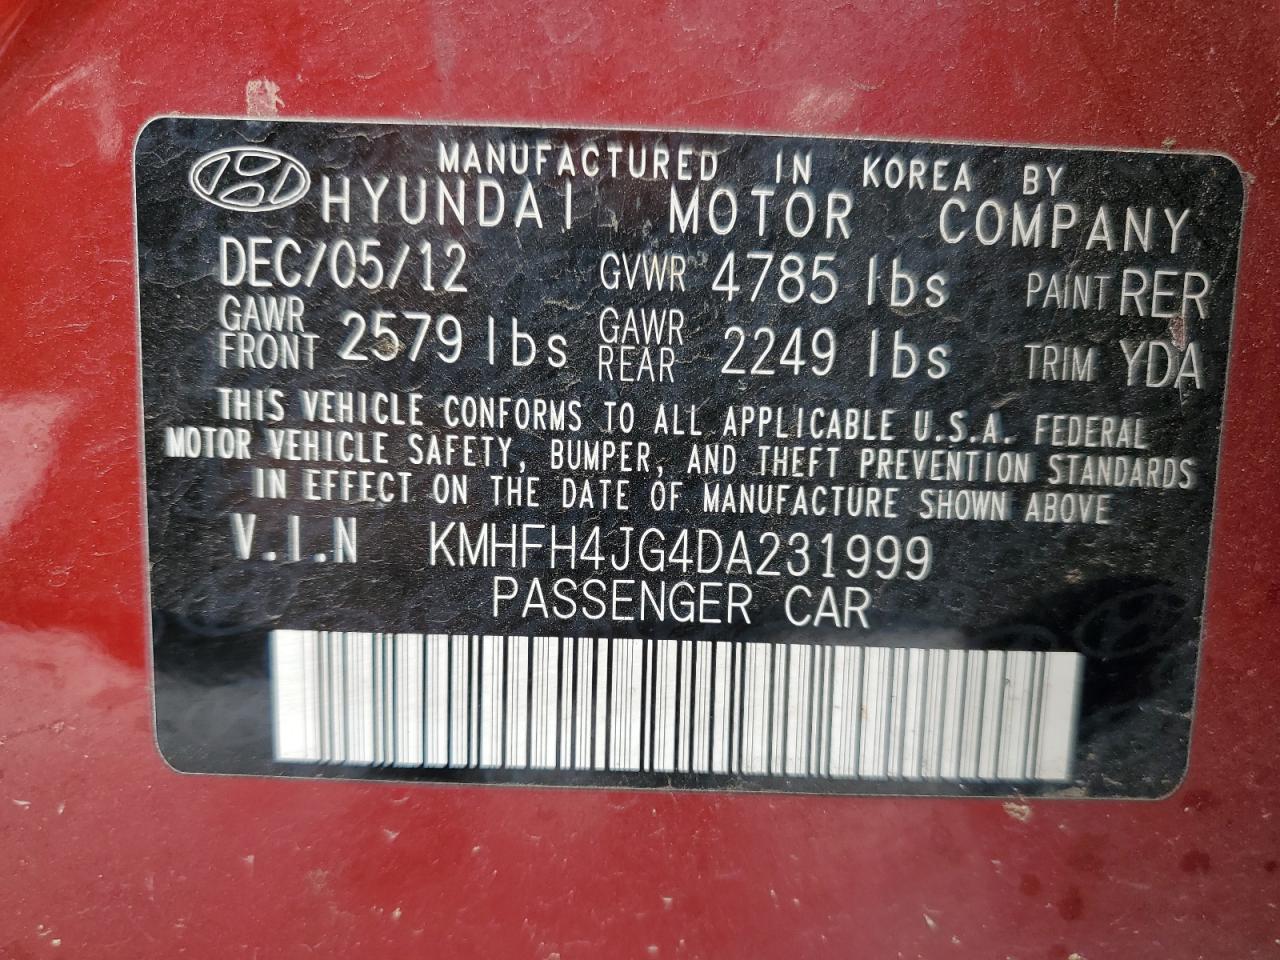 MANUFACTURED IN KOREA BY
HYUNDAI MOTOR COMPANY
DEC/05/12 GVWR 4785 lbs PAINT RER
GAWR FRONT 2579 lbs GAWR REAR 2249 lbs TRIM YDA
THIS VEHICLE CONFORMS TO ALL APPLICABLE U.S.A. FEDERAL
MOTOR VEHICLE SAFETY, BUMPER, AND THEFT PREVENTION STANDARDS
IN EFFECT ON THE DATE OF MANUFACTURE SHOWN ABOVE
V.I.N KMHFH4JG4DA231999
PASSENGER CAR